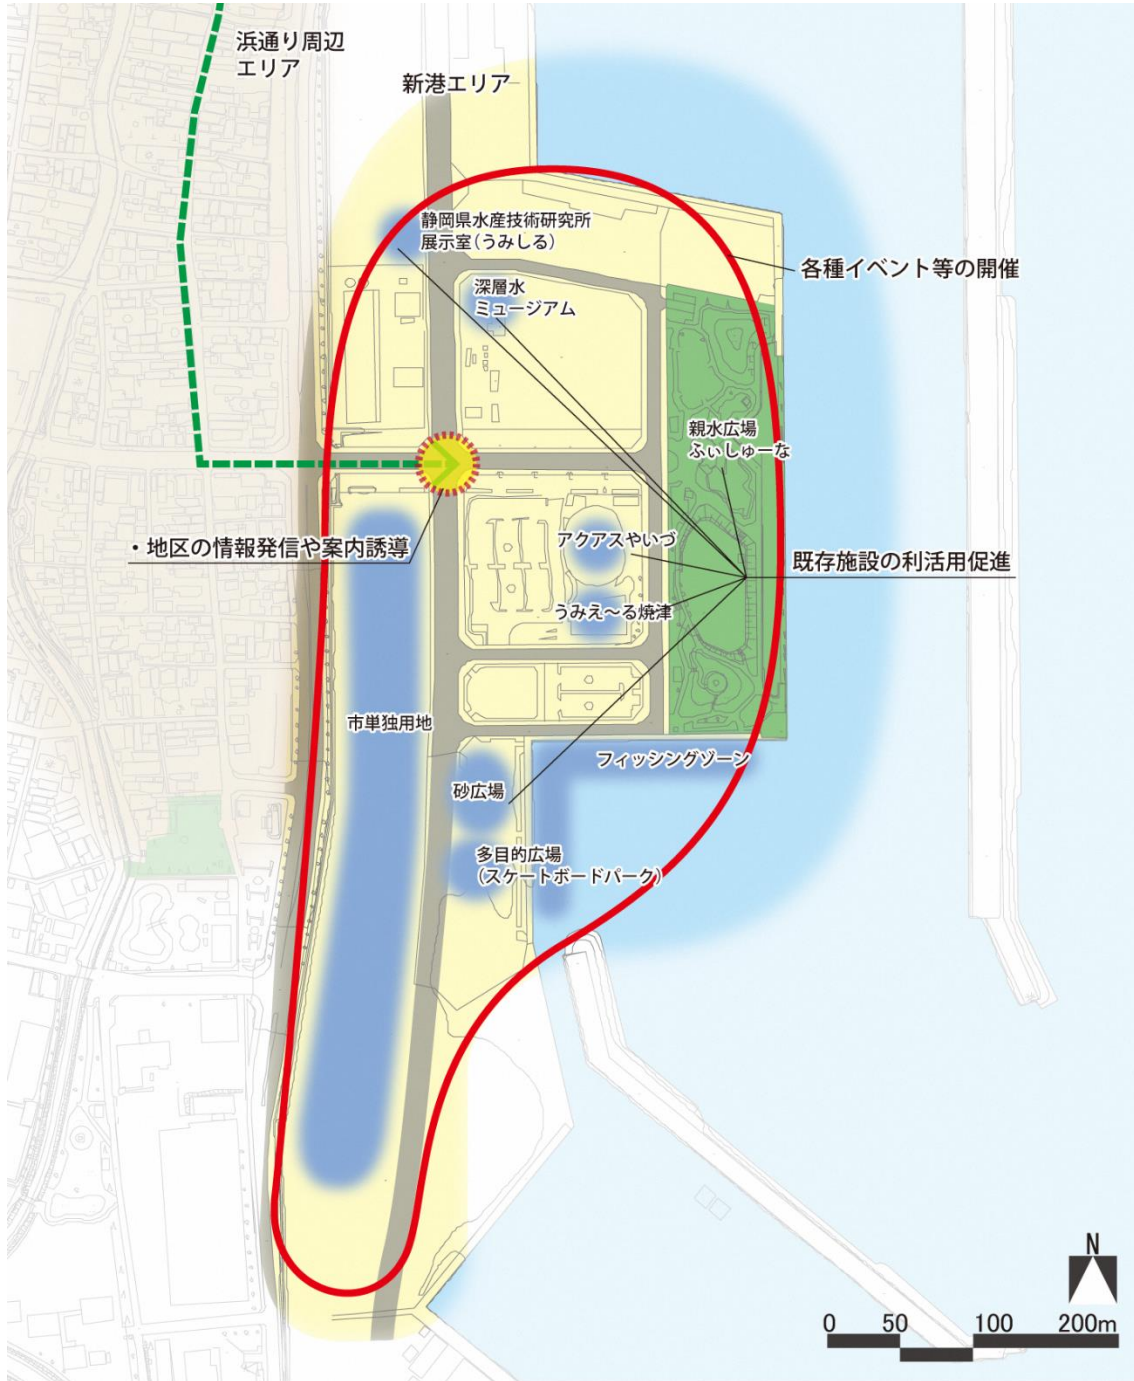 浜通り周辺
エリア
新港エリア
静岡県水産技術研究所
展示室(うみしる)
各種イベント等の開催
深層水
ミュージアム
親水広場
ふぃしゅーな
・地区の情報発信や案内誘導
アクアスやいづ
既存施設の利活用促進
うみえ～る焼津
市単独用地
フィッシングゾーン
砂広場
多目的広場
(スケートボードパーク)
N
0 50 100 200m